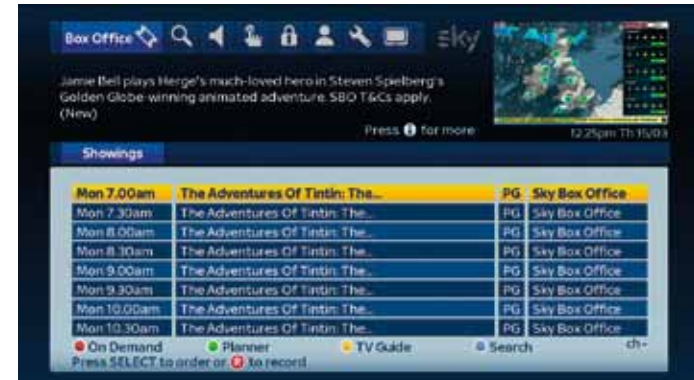 Box Office
sky
Jamie Bell plays Herge's much-loved hero in Steven Spielberg's
Golden Globe-winning animated adventure. SBO T&Cs apply.
(New)
Press i for more
12.25pm Th 15/03
Showings
Mon 7.00am The Adventures Of Tintin: The... PG Sky Box Office
Mon 7.30am The Adventures Of Tintin: The... PG Sky Box Office
Mon 8.00am The Adventures Of Tintin: The... PG Sky Box Office
Mon 8.30am The Adventures Of Tintin: The... PG Sky Box Office
Mon 9.00am The Adventures Of Tintin: The... PG Sky Box Office
Mon 9.30am The Adventures Of Tintin: The... PG Sky Box Office
Mon 10.00am The Adventures Of Tintin: The... PG Sky Box Office
Mon 10.30am The Adventures Of Tintin: The... PG Sky Box Office
On Demand Planner TV Guide Search ch-
Press SELECT to order or R to record